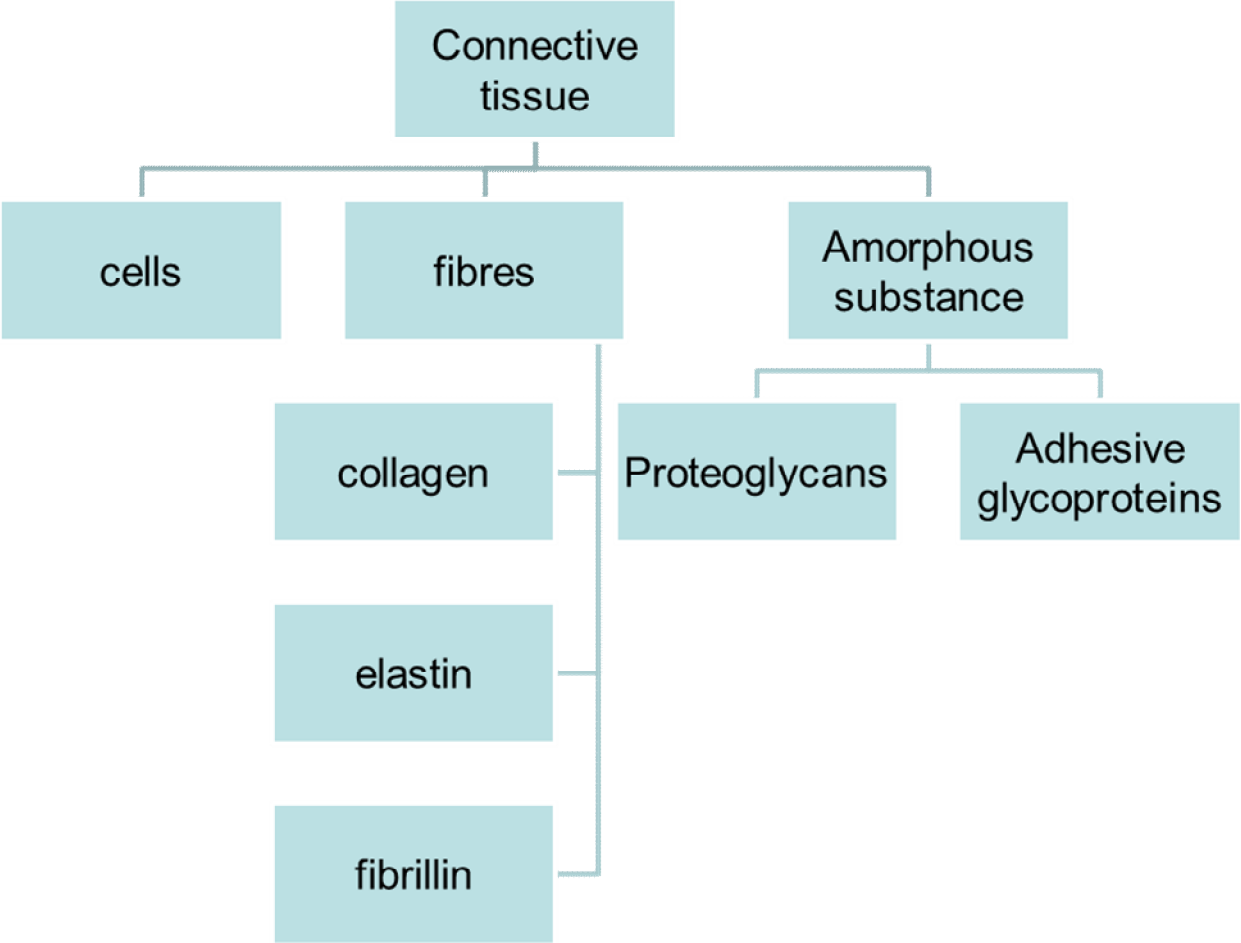 Connective
tissue
cells
fibres
Amorphous
substance
collagen
Proteoglycans
Adhesive
glycoproteins
elastin
fibrillin